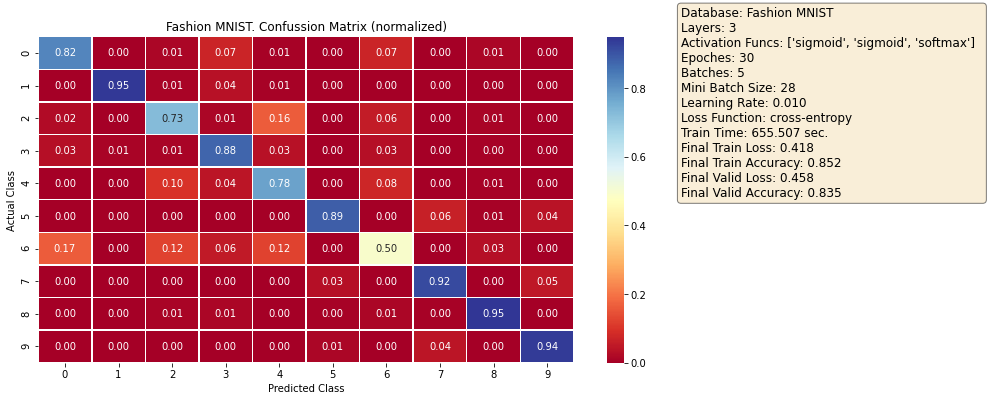 Fashion MNIST. Confussion Matrix (normalized)
0 0.82 0.00 0.01 0.07 0.01 0.00 0.07 0.00 0.01 0.00
1 0.00 0.95 0.01 0.04 0.01 0.00 0.00 0.00 0.00 0.00
2 0.02 0.00 0.73 0.01 0.16 0.00 0.06 0.00 0.01 0.00
3 0.03 0.01 0.01 0.88 0.03 0.00 0.03 0.00 0.00 0.00
4 0.00 0.00 0.10 0.04 0.78 0.00 0.08 0.00 0.01 0.00
5 0.00 0.00 0.00 0.00 0.00 0.89 0.00 0.06 0.01 0.04
6 0.17 0.00 0.12 0.06 0.12 0.00 0.50 0.00 0.03 0.00
7 0.00 0.00 0.00 0.00 0.00 0.03 0.00 0.92 0.00 0.05
8 0.00 0.00 0.01 0.01 0.00 0.00 0.01 0.00 0.95 0.00
9 0.00 0.00 0.00 0.00 0.00 0.01 0.00 0.04 0.00 0.94
0 1 2 3 4 5 6 7 8 9
Predicted Class
Actual Class
0.8
0.6
0.4
0.2
0.0
Database: Fashion MNIST
Layers: 3
Activation Funcs: ['sigmoid', 'sigmoid', 'softmax']
Epoches: 30
Batches: 5
Mini Batch Size: 28
Learning Rate: 0.010
Loss Function: cross-entropy
Train Time: 655.507 sec.
Final Train Loss: 0.418
Final Train Accuracy: 0.852
Final Valid Loss: 0.458
Final Valid Accuracy: 0.835